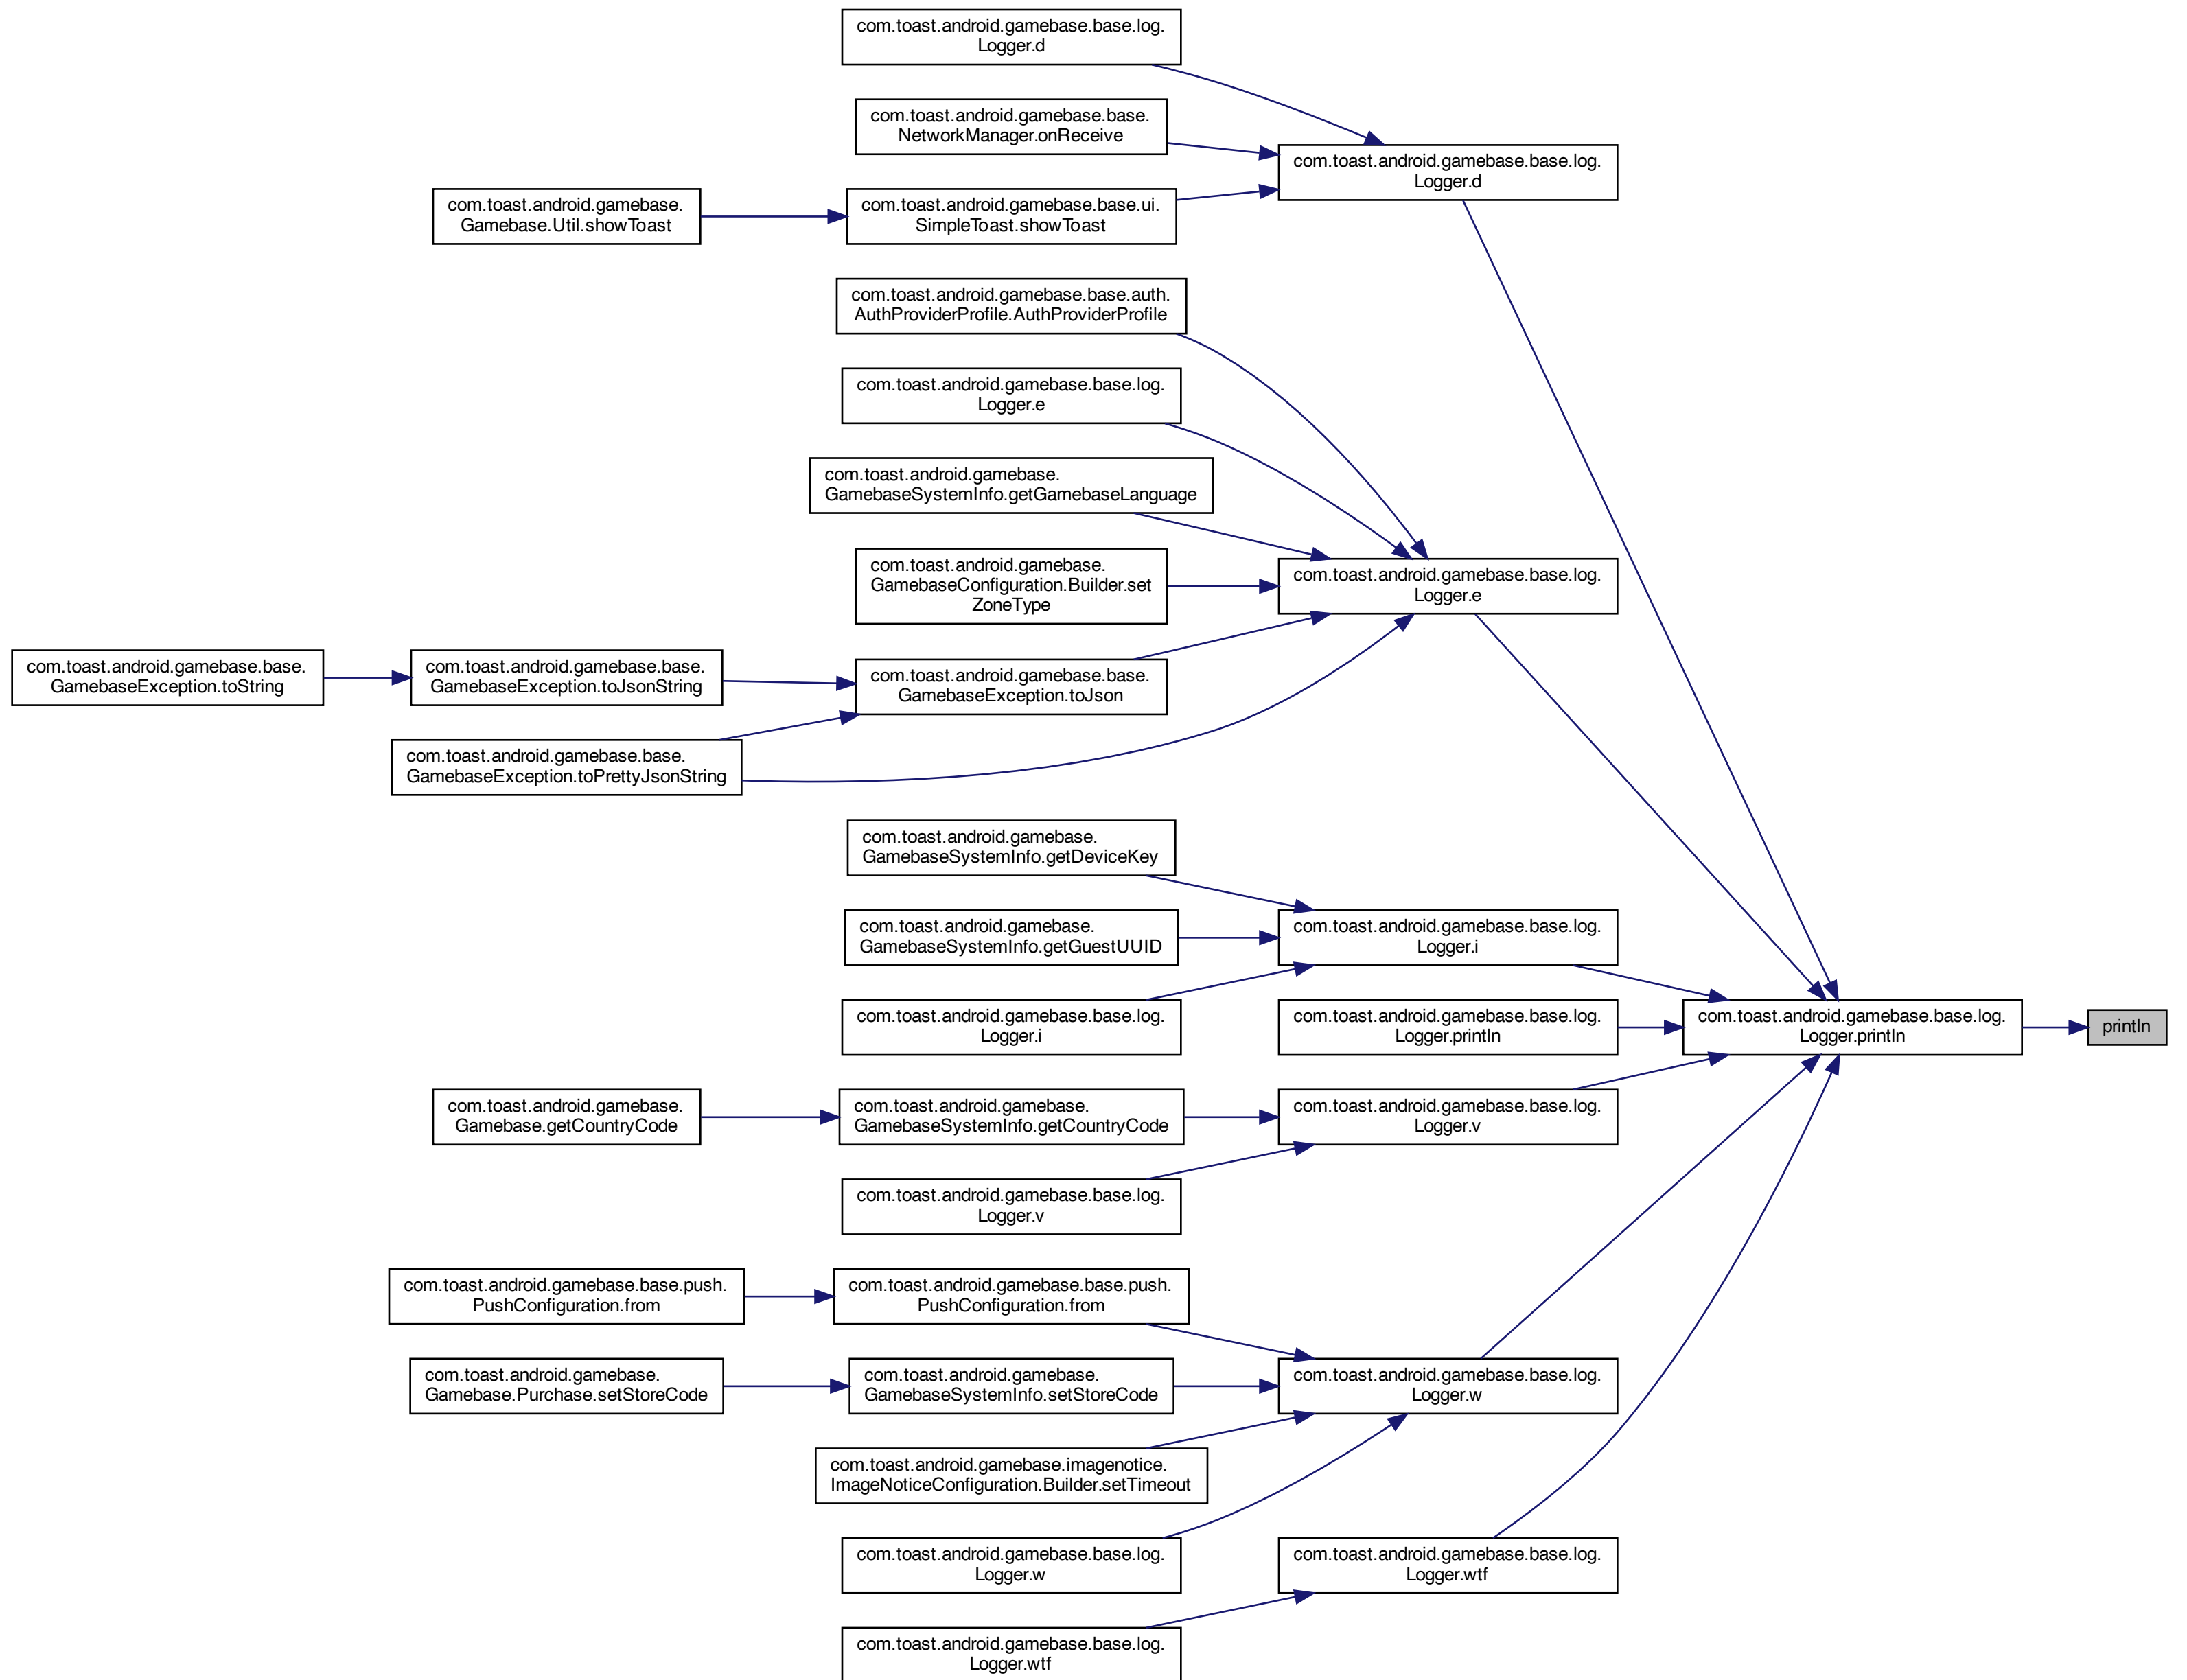 com.toast.android.gamebase.base.log.
Logger.d
com.toast.android.gamebase.base.
NetworkManager.onReceive
com.toast.android.gamebase.base.log.
Logger.d
com.toast.android.gamebase.
Gamebase.Util.showToast
com.toast.android.gamebase.base.ui.
SimpleToast.showToast
com.toast.android.gamebase.base.auth.
AuthProviderProfile.AuthProviderProfile
com.toast.android.gamebase.base.log.
Logger.e
com.toast.android.gamebase.
GamebaseSystemInfo.getGamebaseLanguage
com.toast.android.gamebase.
GamebaseConfiguration.Builder.set
ZoneType
com.toast.android.gamebase.base.log.
Logger.e
com.toast.android.gamebase.base.
GamebaseException.toString
com.toast.android.gamebase.base.
GamebaseException.toJsonString
com.toast.android.gamebase.base.
GamebaseException.toJson
com.toast.android.gamebase.base.
GamebaseException.toPrettyJsonString
com.toast.android.gamebase.
GamebaseSystemInfo.getDeviceKey
com.toast.android.gamebase.
GamebaseSystemInfo.getGuestUUID
com.toast.android.gamebase.base.log.
Logger.i
com.toast.android.gamebase.base.log.
Logger.i
com.toast.android.gamebase.base.log.
Logger.println
com.toast.android.gamebase.base.log.
Logger.println
println
com.toast.android.gamebase.
Gamebase.getCountryCode
com.toast.android.gamebase.
GamebaseSystemInfo.getCountryCode
com.toast.android.gamebase.base.log.
Logger.v
com.toast.android.gamebase.base.log.
Logger.v
com.toast.android.gamebase.base.push.
PushConfiguration.from
com.toast.android.gamebase.base.push.
PushConfiguration.from
com.toast.android.gamebase.
Gamebase.Purchase.setStoreCode
com.toast.android.gamebase.
GamebaseSystemInfo.setStoreCode
com.toast.android.gamebase.base.log.
Logger.w
com.toast.android.gamebase.imagenotice.
ImageNoticeConfiguration.Builder.setTimeout
com.toast.android.gamebase.base.log.
Logger.w
com.toast.android.gamebase.base.log.
Logger.wtf
com.toast.android.gamebase.base.log.
Logger.wtf